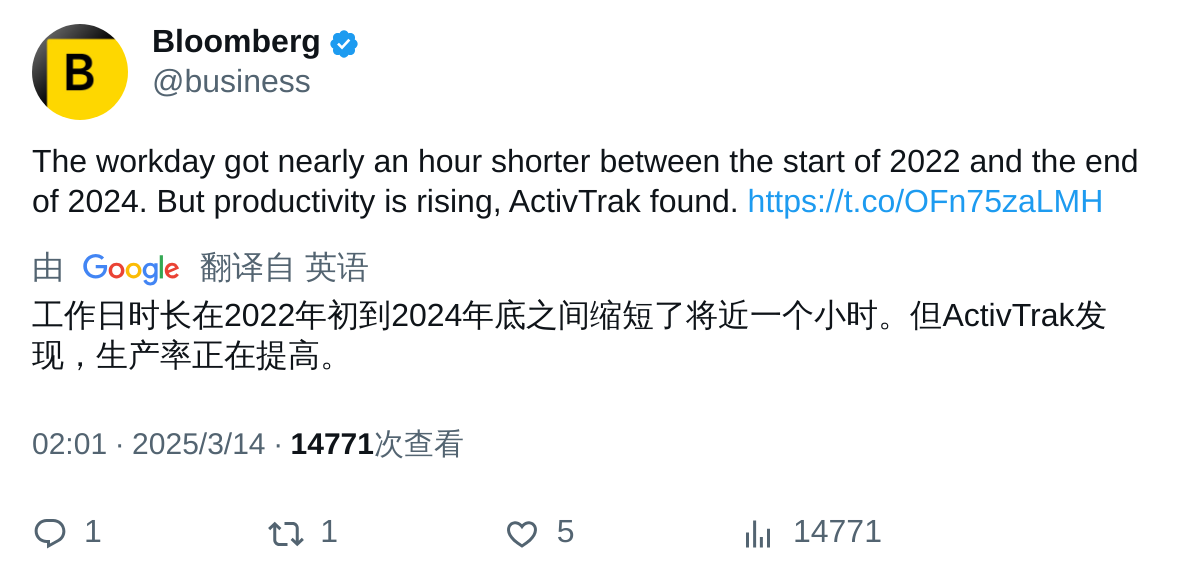 B
Bloomberg
@business
The workday got nearly an hour shorter between the start of 2022 and the end
of 2024. But productivity is rising, ActivTrak found. https://t.co/OFn75zaLMH
由 Google 翻译自 英语
工作日时长在2022年初到2024年底之间缩短了将近一个小时。但ActivTrak发
现，生产率正在提高。
02:01 · 2025/3/14 · 14771次查看
1 1 5 14771